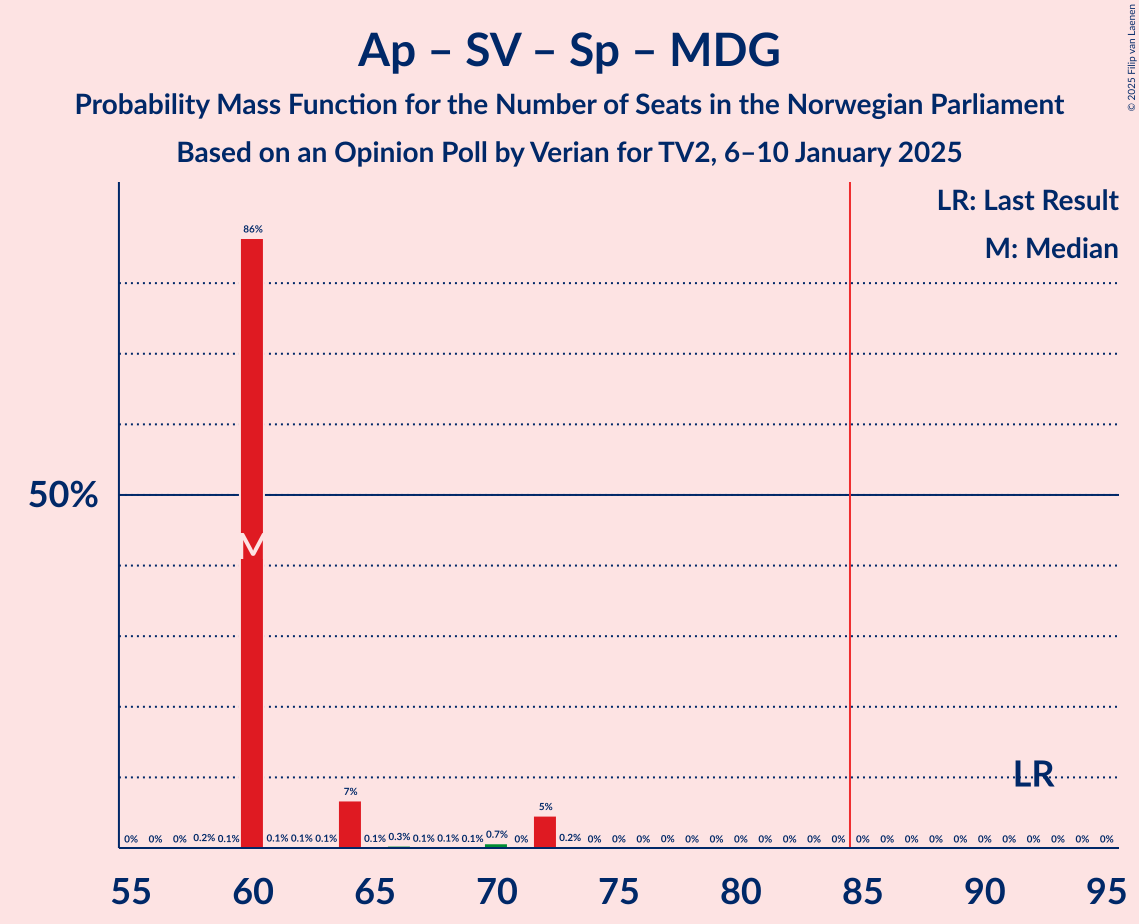 Ap – SV – Sp – MDG
Probability Mass Function for the Number of Seats in the Norwegian Parliament
Based on an Opinion Poll by Verian for TV2, 6–10 January 2025
© 2025 Filip van Laenen
LR: Last Result
M: Median
50%
M
LR
0% 0% 0% 0.2% 0.1% 86% 0.1% 0.1% 0.1% 7% 0.1% 0.3% 0.1% 0.1% 0.1% 0.7% 0% 5% 0.2% 0% 0% 0% 0% 0% 0% 0% 0% 0% 0% 0% 0% 0% 0% 0% 0% 0% 0% 0% 0% 0% 0%
55 60 65 70 75 80 85 90 95